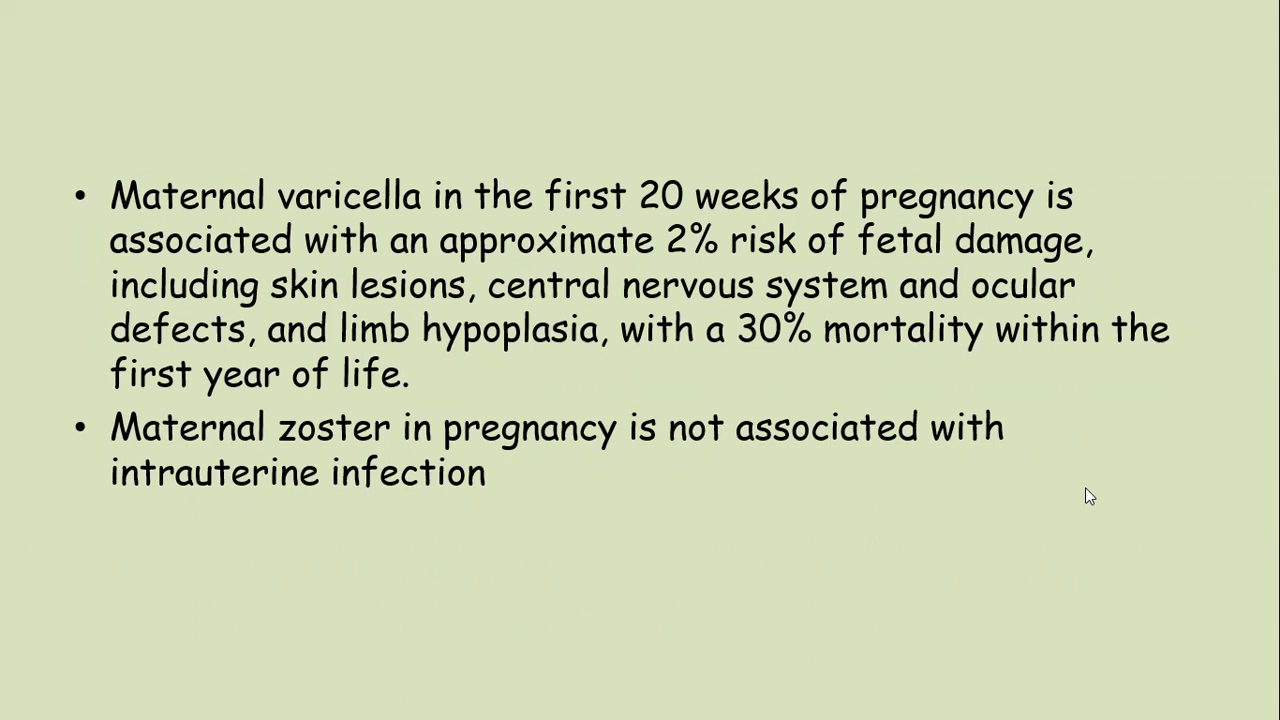 • Maternal varicella in the first 20 weeks of pregnancy is
associated with an approximate 2% risk of fetal damage,
including skin lesions, central nervous system and ocular
defects, and limb hypoplasia, with a 30% mortality within the
first year of life.
• Maternal zoster in pregnancy is not associated with
intrauterine infection